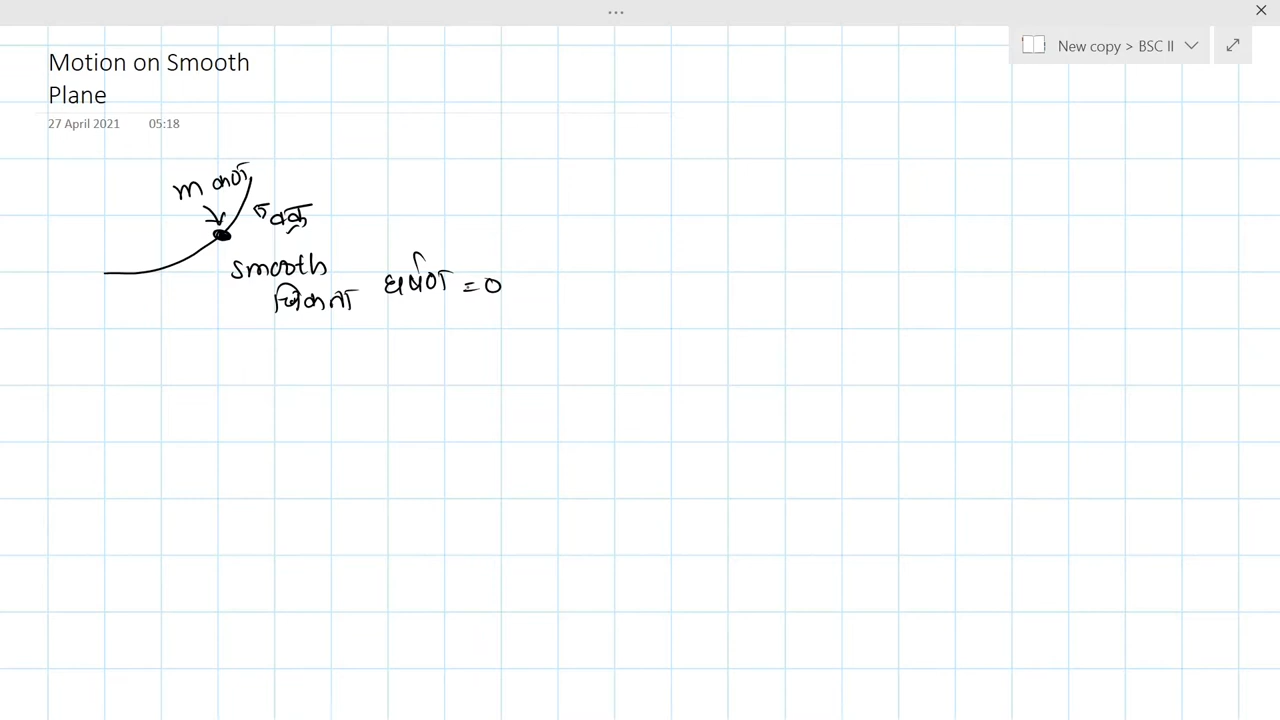 New copy > BSC II
Motion on Smooth
Plane
27 April 2021 05:18
m कण
वक्र
smooth
चिकना घर्षण = 0